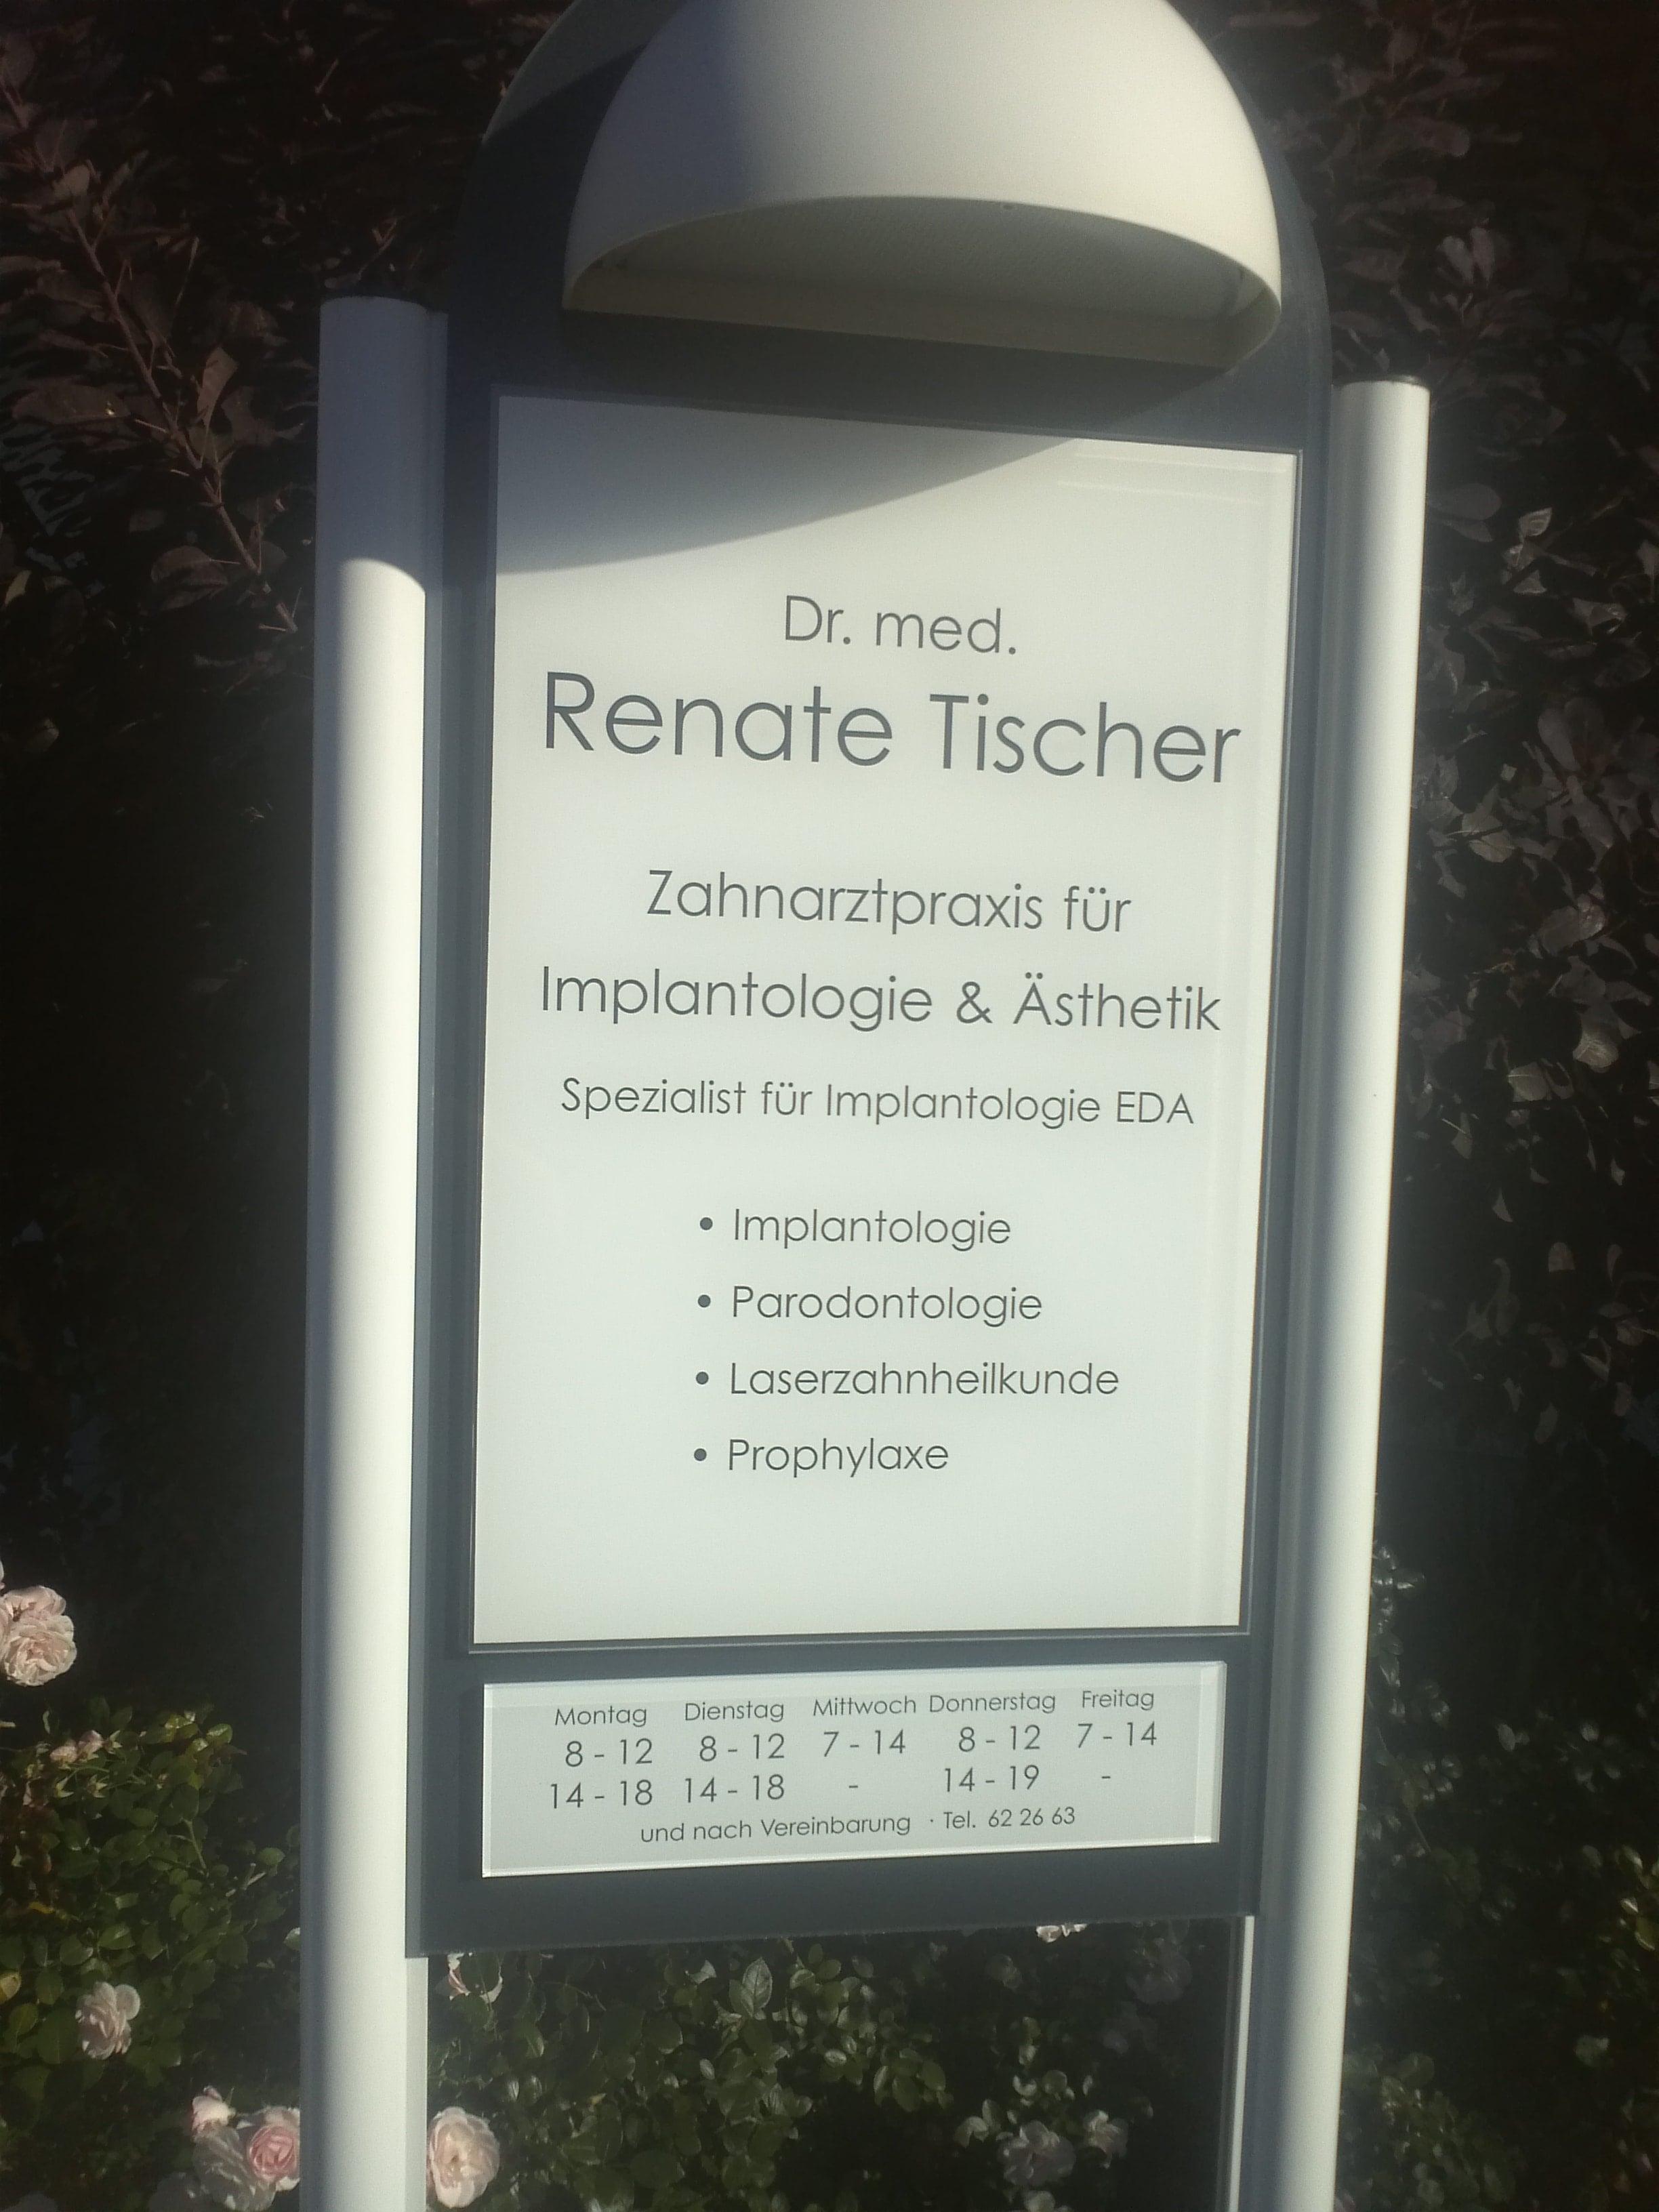 Dr. med.
Renate Tischer
Zahnarztpraxis für
Implantologie & Ästhetik
Spezialist für Implantologie EDA
• Implantologie
• Parodontologie
• Laserzahnheilkunde
• Prophylaxe
Montag Dienstag Mittwoch Donnerstag Freitag
8 - 12 8 - 12 7 - 14 8 - 12 7 - 14
14 - 18 14 - 18 - 14 - 19 -
und nach Vereinbarung · Tel. 62 26 63